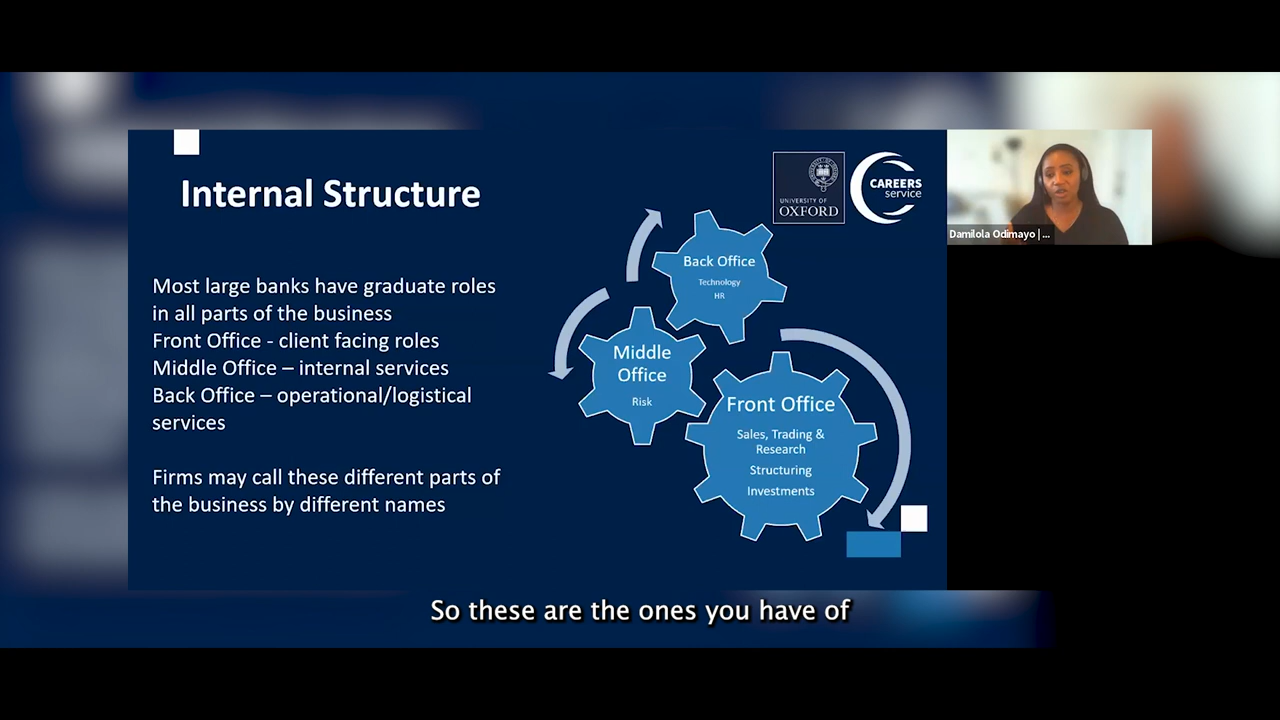 Internal Structure
UNIVERSITY OF
OXFORD
CAREERS
service
Most large banks have graduate roles
in all parts of the business
Front Office - client facing roles
Middle Office – internal services
Back Office – operational/logistical
services
Firms may call these different parts of
the business by different names
Back Office
Technology
HR
Middle
Office
Risk
Front Office
Sales, Trading &
Research
Structuring
Investments
Damilola Odimayo | ...
So these are the ones you have of